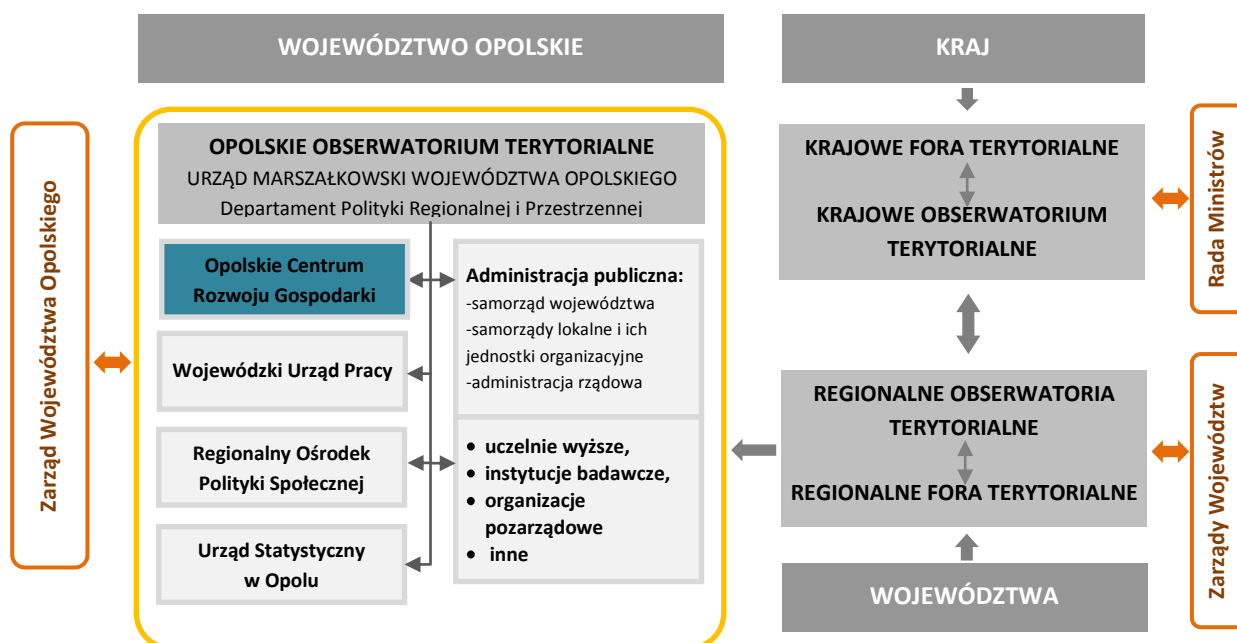 WOJEWÓDZTWO OPOLSKIE
KRAJ
Zarząd Województwa Opolskiego
OPOLSKIE OBSERWATORIUM TERYTORIALNE
URZĄD MARSZAŁKOWSKI WOJEWÓDZTWA OPOLSKIEGO
Departament Polityki Regionalnej i Przestrzennej
Opolskie Centrum
Rozwoju Gospodarki
Wojewódzki Urząd Pracy
Regionalny Ośrodek
Polityki Społecznej
Urząd Statystyczny
w Opolu
Administracja publiczna:
-samorząd województwa
-samorządy lokalne i ich
jednostki organizacyjne
-administracja rządowa
• uczelnie wyższe,
• instytucje badawcze,
• organizacje
pozarządowe
• inne
KRAJOWE FORA TERYTORIALNE
KRAJOWE OBSERWATORIUM
TERYTORIALNE
Rada Ministrów
REGIONALNE OBSERWATORIA
TERYTORIALNE
REGIONALNE FORA TERYTORIALNE
Zarządy Województw
WOJEWÓDZTWA